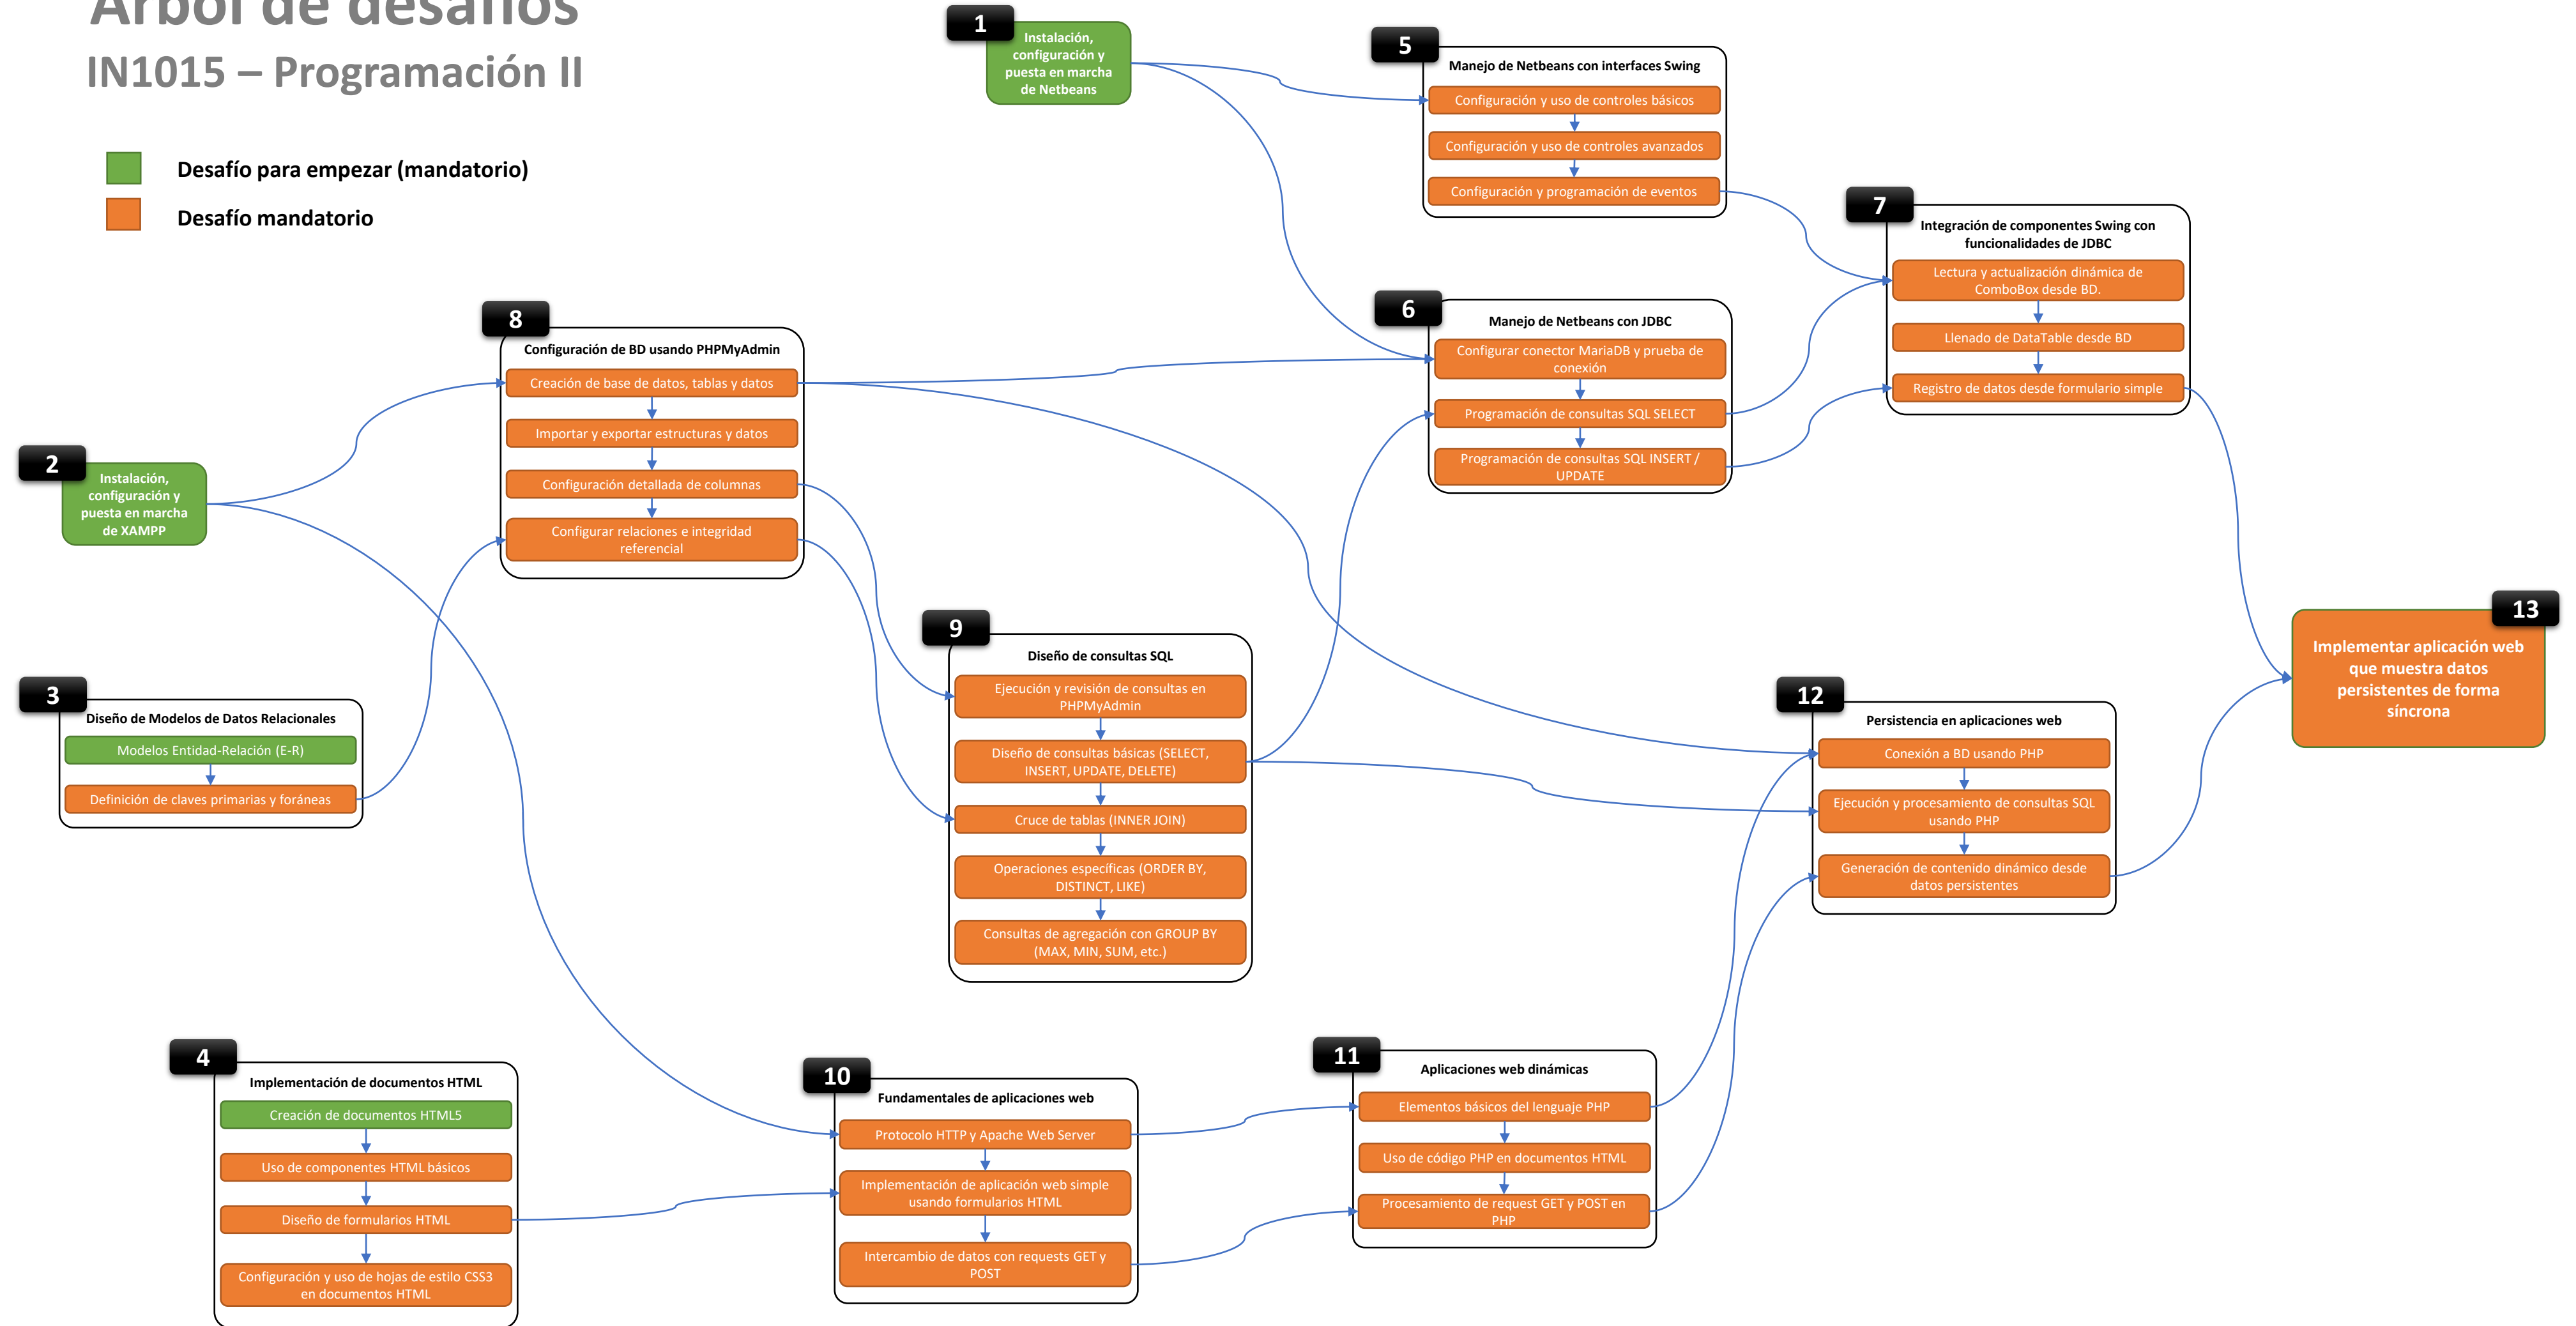 Árbol de desafíos
IN1015 – Programación II
Desafío para empezar (mandatorio)
Desafío mandatorio
1
Instalación,
configuración y
puesta en marcha
de Netbeans
5
Manejo de Netbeans con interfaces Swing
Configuración y uso de controles básicos
Configuración y uso de controles avanzados
Configuración y programación de eventos
7
Integración de componentes Swing con
funcionalidades de JDBC
Lectura y actualización dinámica de
ComboBox desde BD.
Llenado de DataTable desde BD
Registro de datos desde formulario simple
6
Manejo de Netbeans con JDBC
Configurar conector MariaDB y prueba de
conexión
Programación de consultas SQL SELECT
Programación de consultas SQL INSERT /
UPDATE
8
Configuración de BD usando PHPMyAdmin
Creación de base de datos, tablas y datos
Importar y exportar estructuras y datos
Configuración detallada de columnas
Configurar relaciones e integridad
referencial
2
Instalación,
configuración y
puesta en marcha
de XAMPP
3
Diseño de Modelos de Datos Relacionales
Modelos Entidad-Relación (E-R)
Definición de claves primarias y foráneas
9
Diseño de consultas SQL
Ejecución y revisión de consultas en
PHPMyAdmin
Diseño de consultas básicas (SELECT,
INSERT, UPDATE, DELETE)
Cruce de tablas (INNER JOIN)
Operaciones específicas (ORDER BY,
DISTINCT, LIKE)
Consultas de agregación con GROUP BY
(MAX, MIN, SUM, etc.)
13
Implementar aplicación web
que muestra datos
persistentes de forma
síncrona
12
Persistencia en aplicaciones web
Conexión a BD usando PHP
Ejecución y procesamiento de consultas SQL
usando PHP
Generación de contenido dinámico desde
datos persistentes
4
Implementación de documentos HTML
Creación de documentos HTML5
Uso de componentes HTML básicos
Diseño de formularios HTML
Configuración y uso de hojas de estilo CSS3
en documentos HTML
10
Fundamentales de aplicaciones web
Protocolo HTTP y Apache Web Server
Implementación de aplicación web simple
usando formularios HTML
Intercambio de datos con requests GET y
POST
11
Aplicaciones web dinámicas
Elementos básicos del lenguaje PHP
Uso de código PHP en documentos HTML
Procesamiento de request GET y POST en
PHP